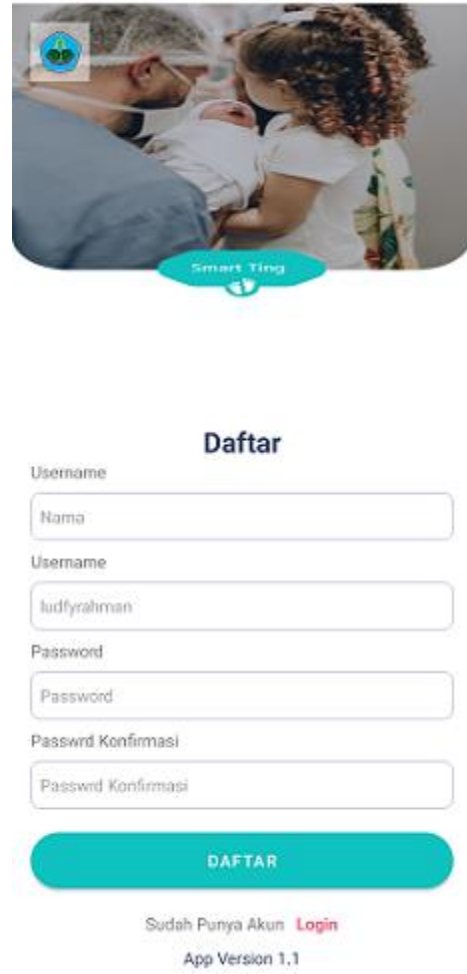 Smart Ting
Daftar
Username
Nama
Username
ludfyrahman
Password
Password
Passwrd Konfirmasi
Passwrd Konfirmasi
DAFTAR
Sudah Punya Akun Login
App Version 1.1